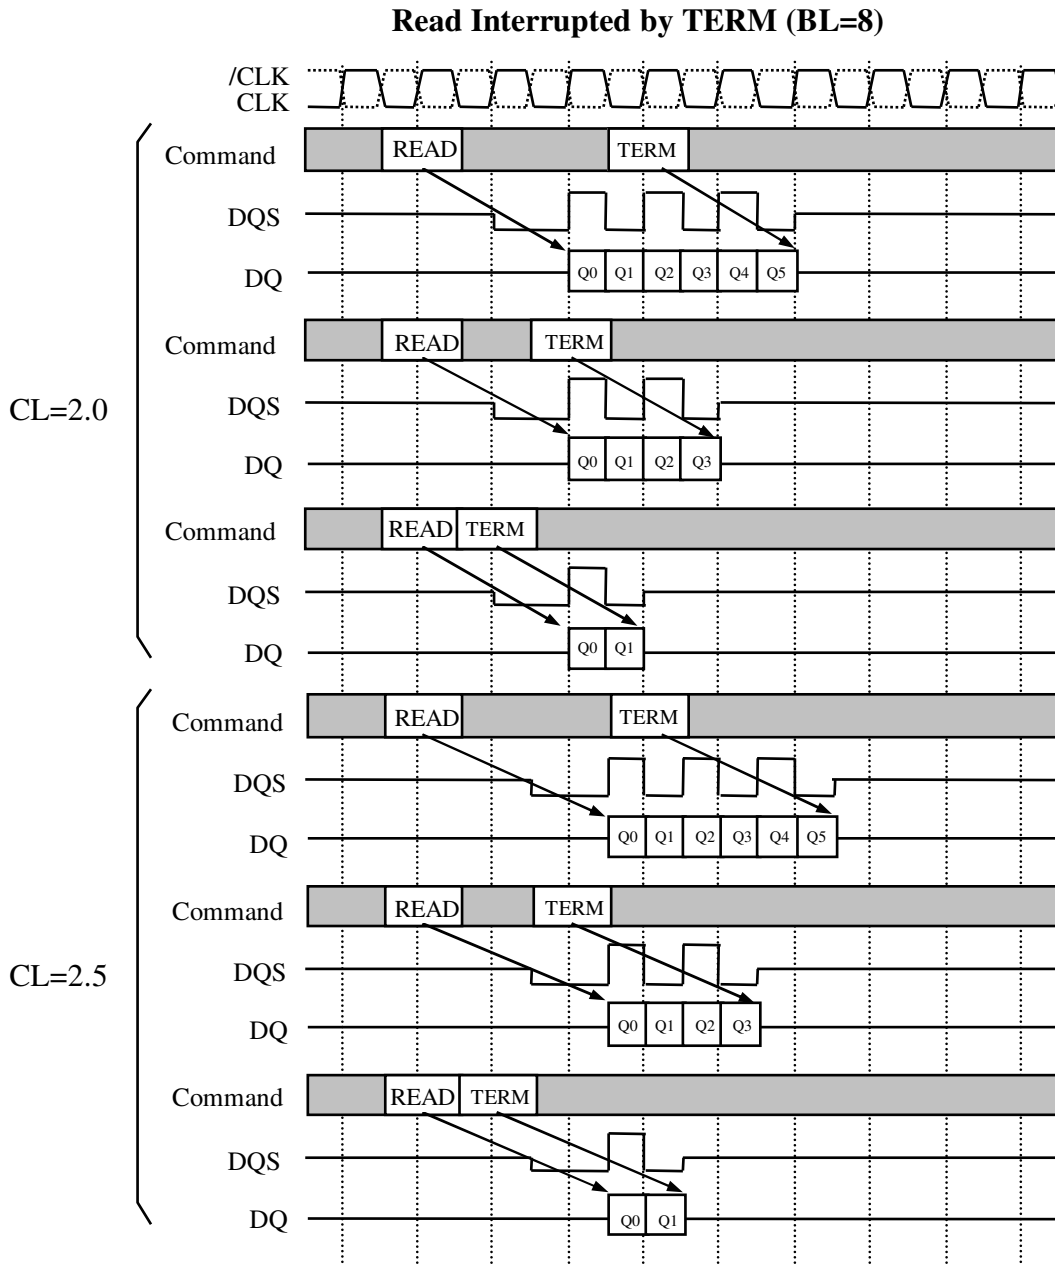 Read Interrupted by TERM (BL=8)
/CLK
CLK
Command READ TERM
DQS
DQ Q0 Q1 Q2 Q3 Q4 Q5
Command READ TERM
CL=2.0
DQS
DQ Q0 Q1 Q2 Q3
Command READ TERM
DQS
DQ Q0 Q1
Command READ TERM
DQS
DQ Q0 Q1 Q2 Q3 Q4 Q5
Command READ TERM
CL=2.5
DQS
DQ Q0 Q1 Q2 Q3
Command READ TERM
DQS
DQ Q0 Q1